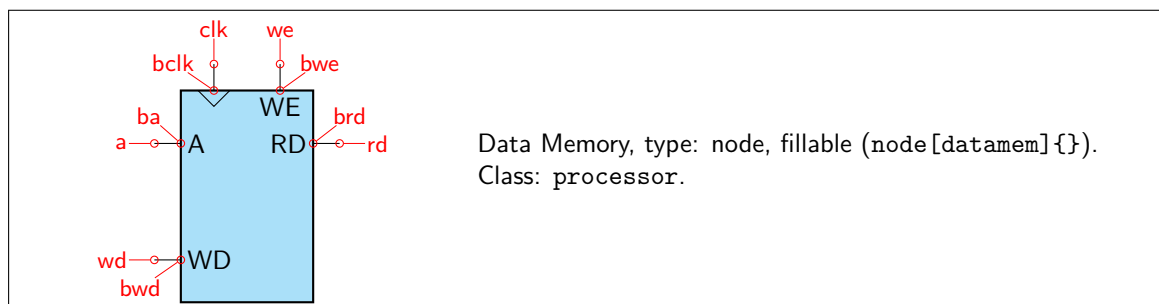 clk
we
bclk
bwe
WE
ba
brd
a
A
RD
rd
Data Memory, type: node, fillable (node[datamem]{}).
Class: processor.
wd
WD
bwd